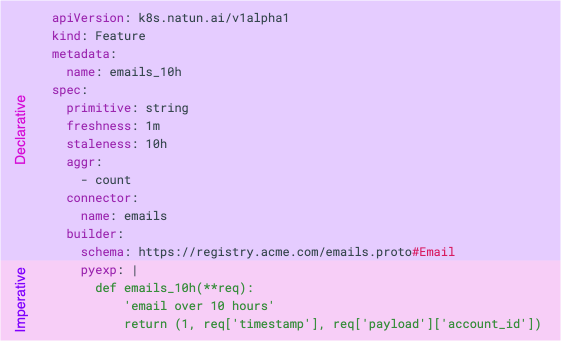 Declarative
apiVersion: k8s.natun.ai/v1alpha1
kind: Feature
metadata:
  name: emails_10h
spec:
  primitive: string
  freshness: 1m
  staleness: 10h
  aggr:
    - count
  connector:
    name: emails
  builder:
    schema: https://registry.acme.com/emails.proto#Email
Imperative
    pyexp: |
      def emails_10h(**req):
          'email over 10 hours'
          return (1, req['timestamp'], req['payload']['account_id'])